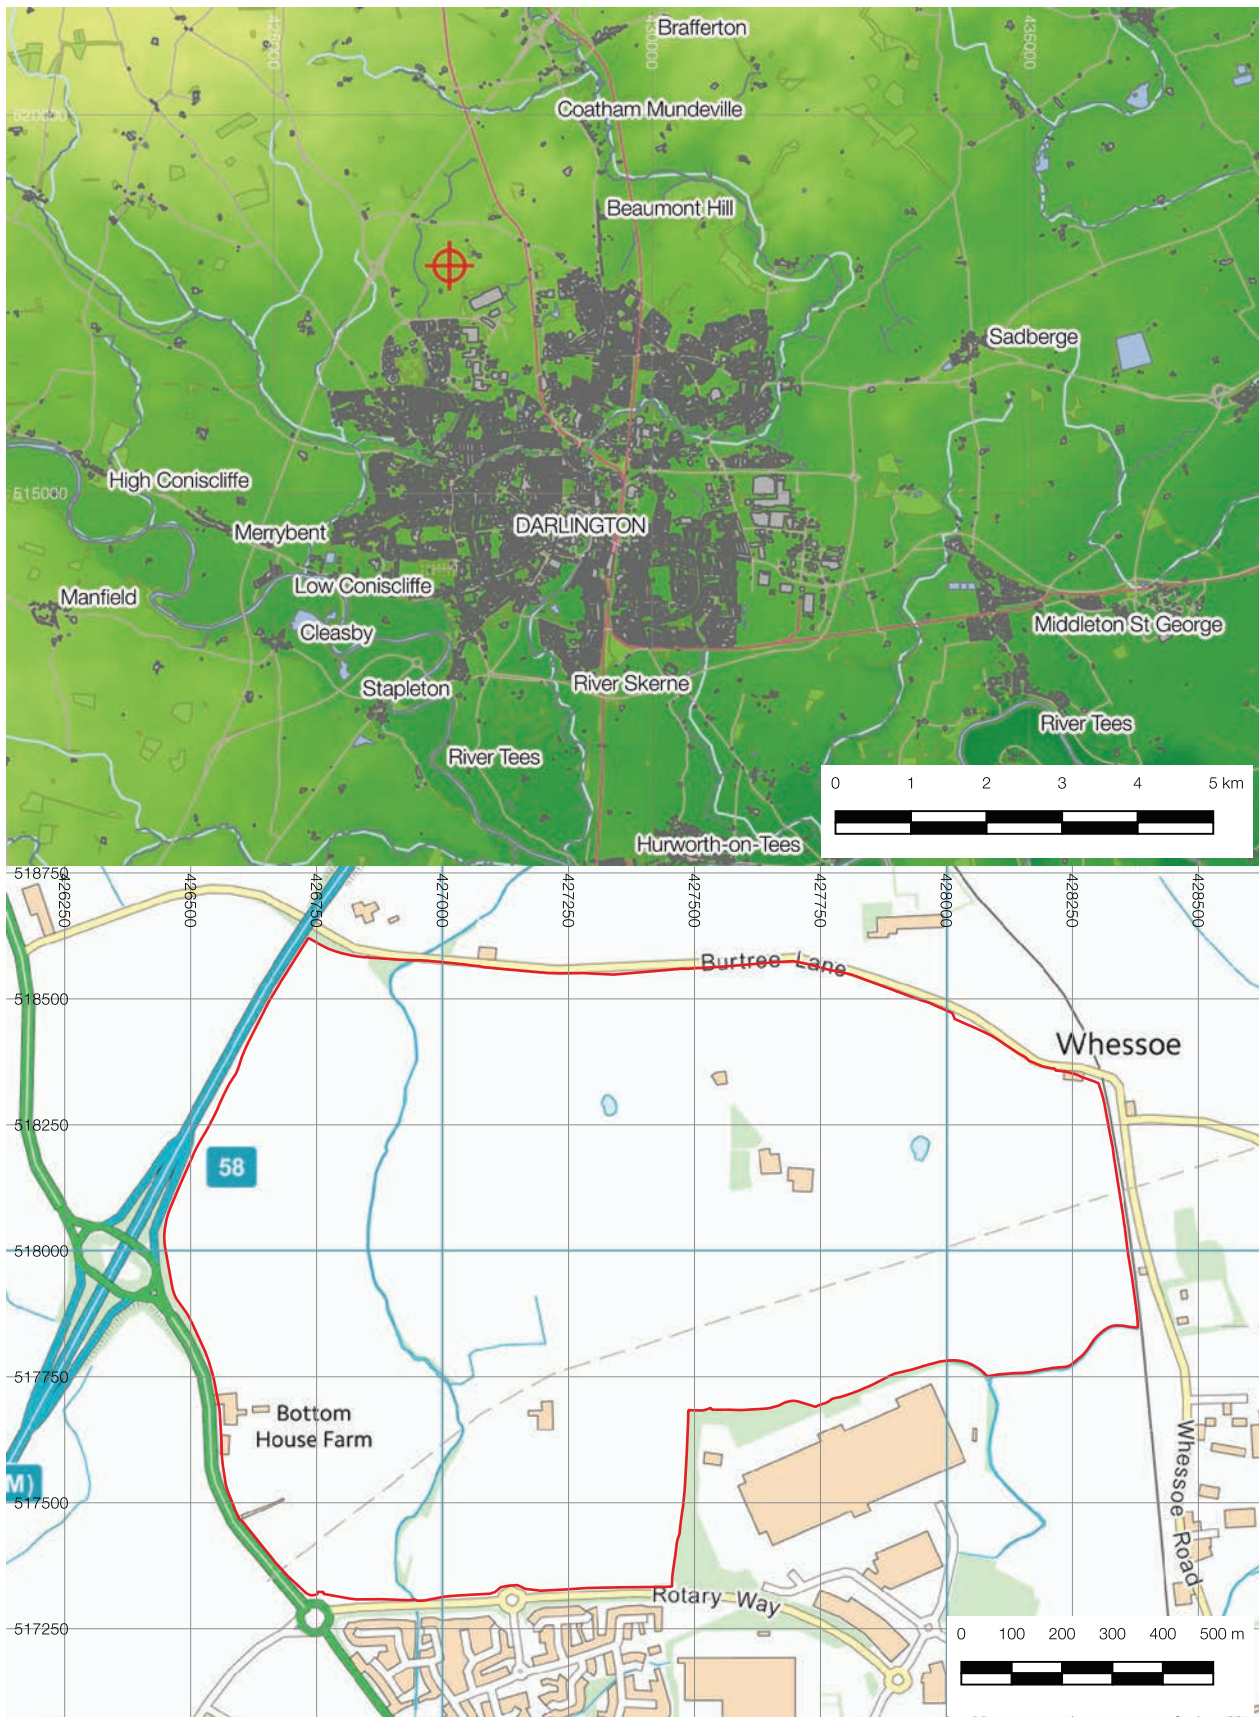 Brafferton
425000
430000
435000
520000
Coatham Mundeville
Beaumont Hill
Sadberge
High Coniscliffe
515000
Merrybent
DARLINGTON
Low Coniscliffe
Manfield
Cleasby
Middleton St George
Stapleton
River Skerne
River Tees
River Tees
0 1 2 3 4 5 km
Hurworth-on-Tees
518750
426250
426500
426750
427000
427250
427500
427750
428000
428250
428500
Burtree Lane
518500
Whessoe
518250
58
518000
517750
Bottom
House Farm
M)
517500
Whessoe Road
Rotary Way
517250
0 100 200 300 400 500 m